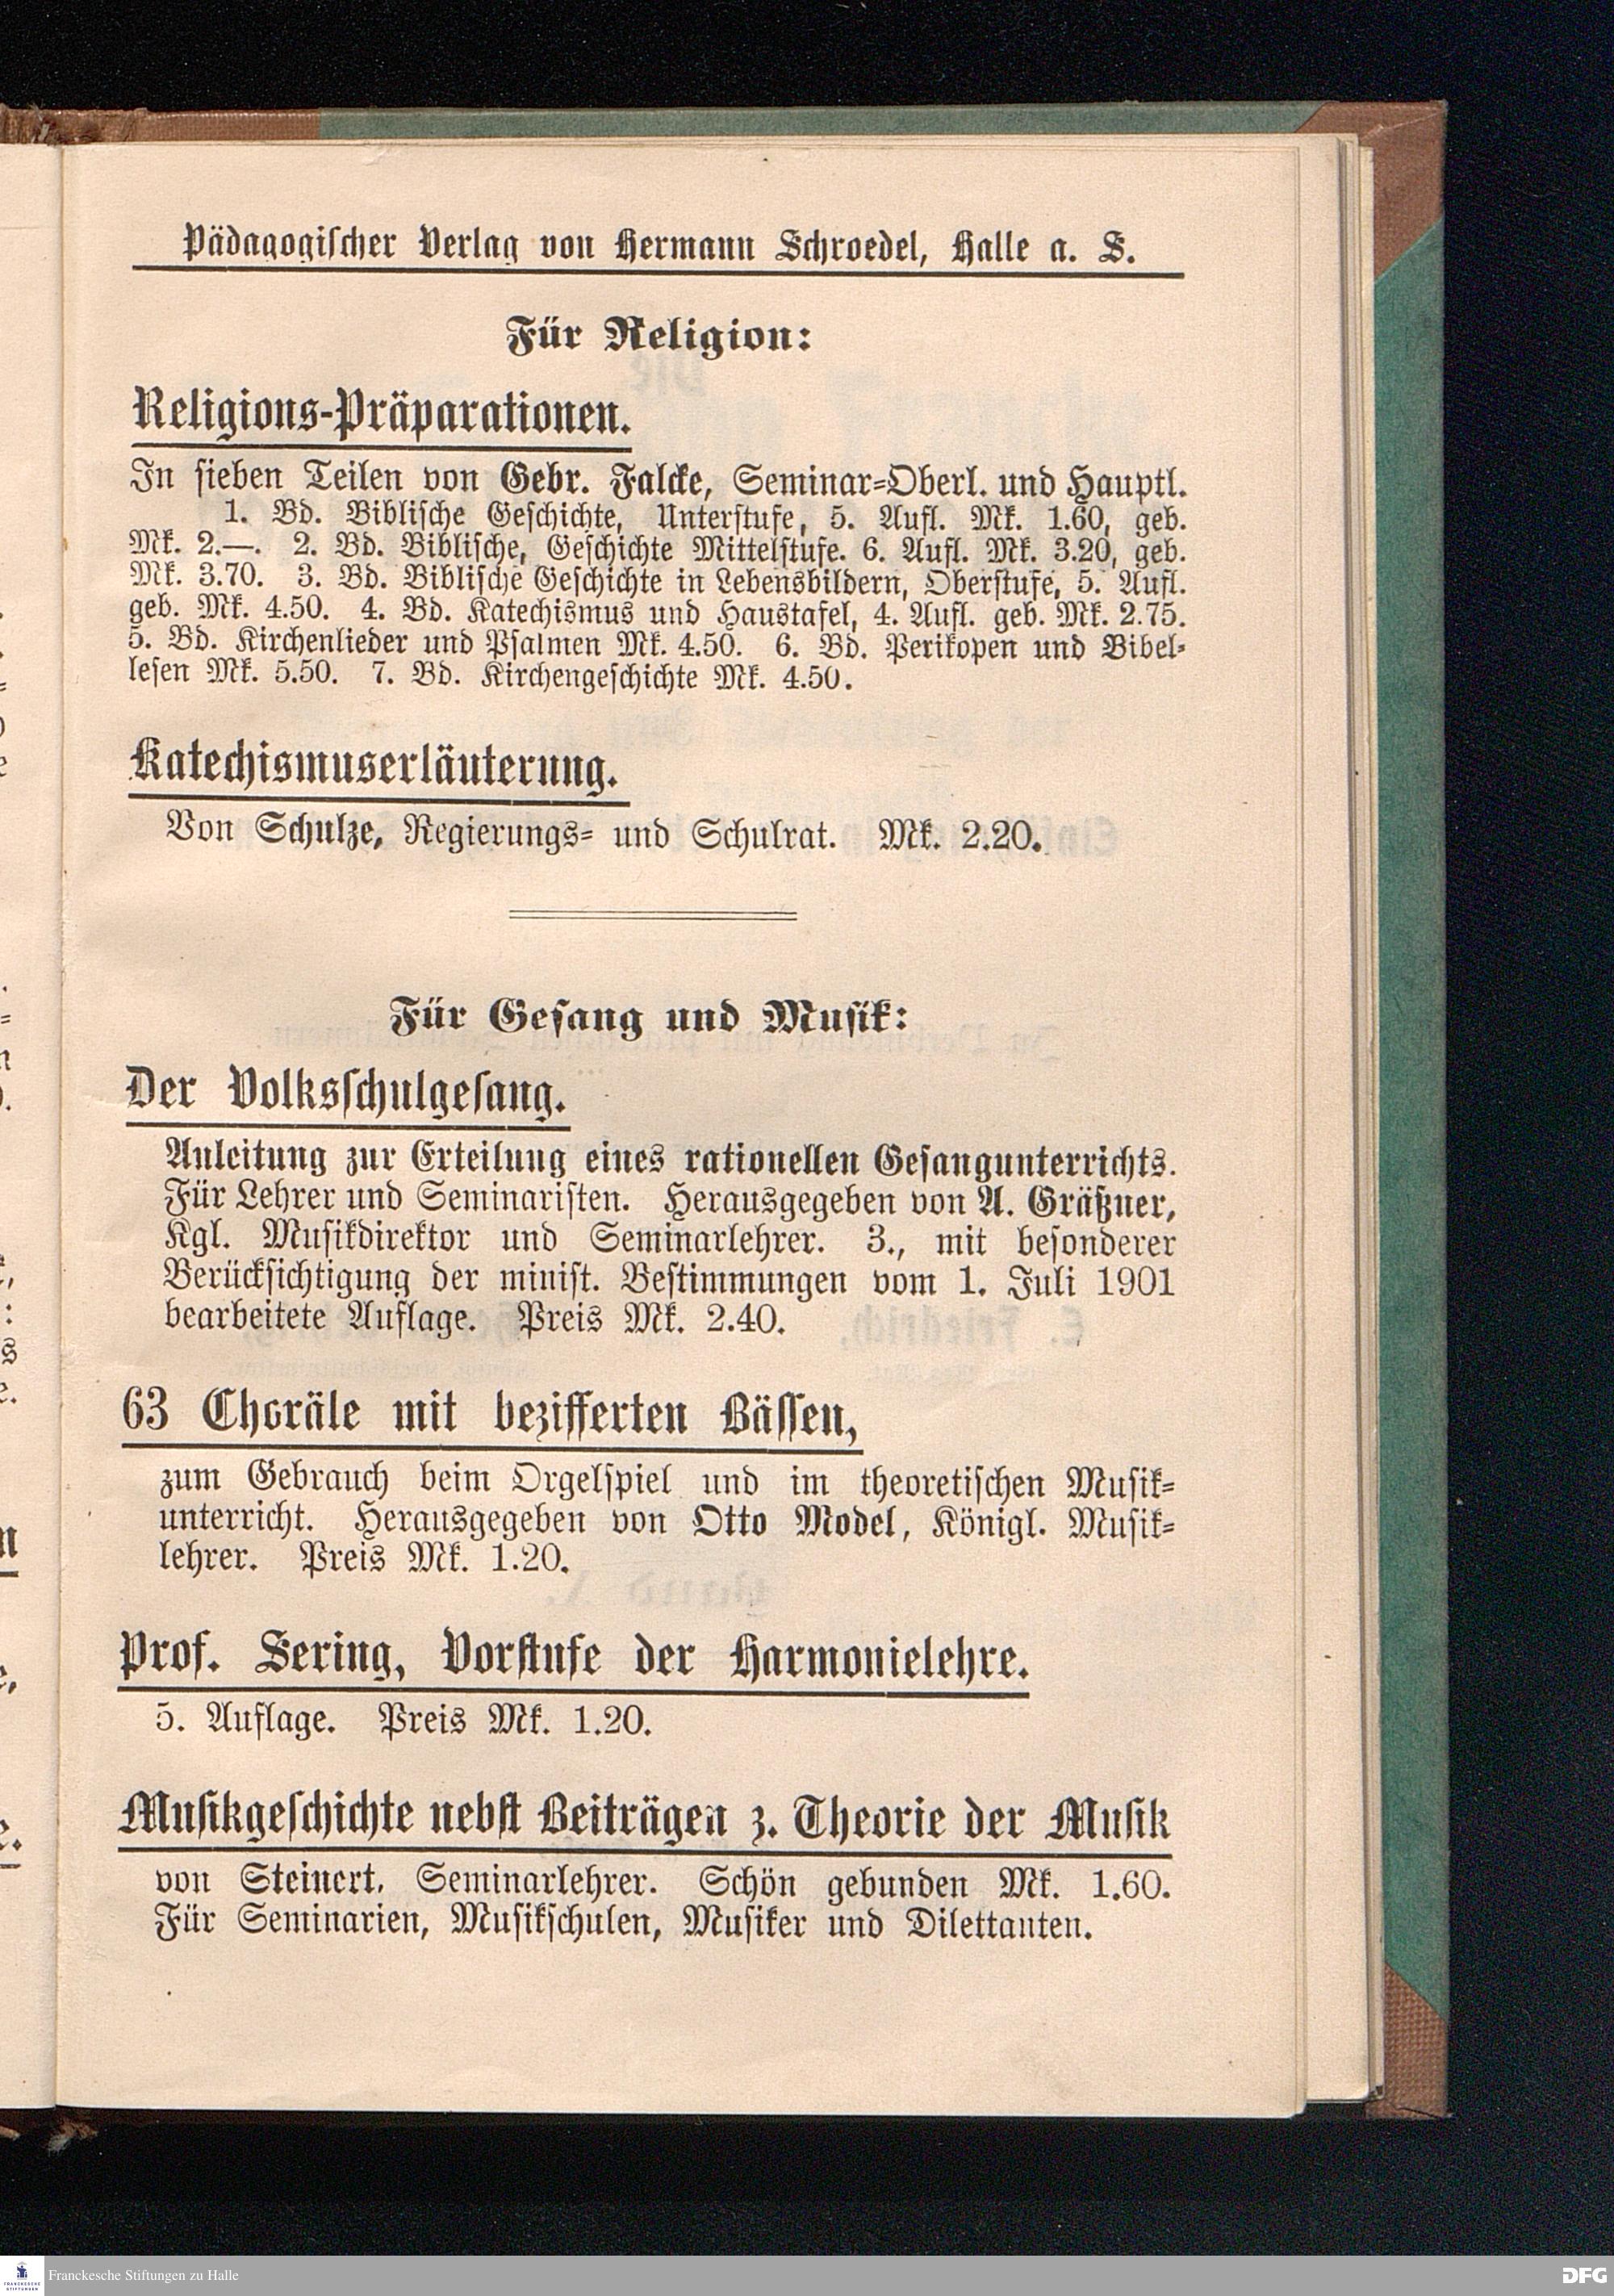 Pädagogischer Verlag von Hermann Schroedel, Halle a. S.
Für Religion:
Religions-Präparationen.
In sieben Teilen von Gebr. Falcke, Seminar-Oberl. und Hauptl.
1. Bd. Biblische Geschichte, Unterstufe, 5. Aufl. Mk. 1.60, geb.
Mk. 2.—. 2. Bd. Biblische, Geschichte Mittelstufe. 6. Aufl. Mk. 3.20, geb.
Mk. 3.70. 3. Bd. Biblische Geschichte in Lebensbildern, Oberstufe, 5. Aufl.
geb. Mk. 4.50. 4. Bd. Katechismus und Haustafel, 4. Aufl. geb. Mk. 2.75.
5. Bd. Kirchenlieder und Psalmen Mk. 4.50. 6. Bd. Perikopen und Bibel-
lesen Mk. 5.50. 7. Bd. Kirchengeschichte Mk. 4.50.
Katechismuserläuterung.
Von Schulze, Regierungs- und Schulrat. Mk. 2.20.
Für Gesang und Musik:
Der Volksschulgesang.
Anleitung zur Erteilung eines rationellen Gesangunterrichts.
Für Lehrer und Seminaristen. Herausgegeben von A. Gräßner,
Kgl. Musikdirektor und Seminarlehrer. 3., mit besonderer
Berücksichtigung der minist. Bestimmungen vom 1. Juli 1901
bearbeitete Auflage. Preis Mk. 2.40.
63 Choräle mit bezifferten Bässen,
zum Gebrauch beim Orgelspiel und im theoretischen Musik-
unterricht. Herausgegeben von Otto Model, Königl. Musik-
lehrer. Preis Mk. 1.20.
Prof. Sering, Vorstufe der Harmonielehre.
5. Auflage. Preis Mk. 1.20.
Musikgeschichte nebst Beiträgen z. Theorie der Musik
von Steinert, Seminarlehrer. Schön gebunden Mk. 1.60.
Für Seminarien, Musikschulen, Musiker und Dilettanten.
FRANCKESCHE
STIFTUNGEN
Franckesche Stiftungen zu Halle
DFG